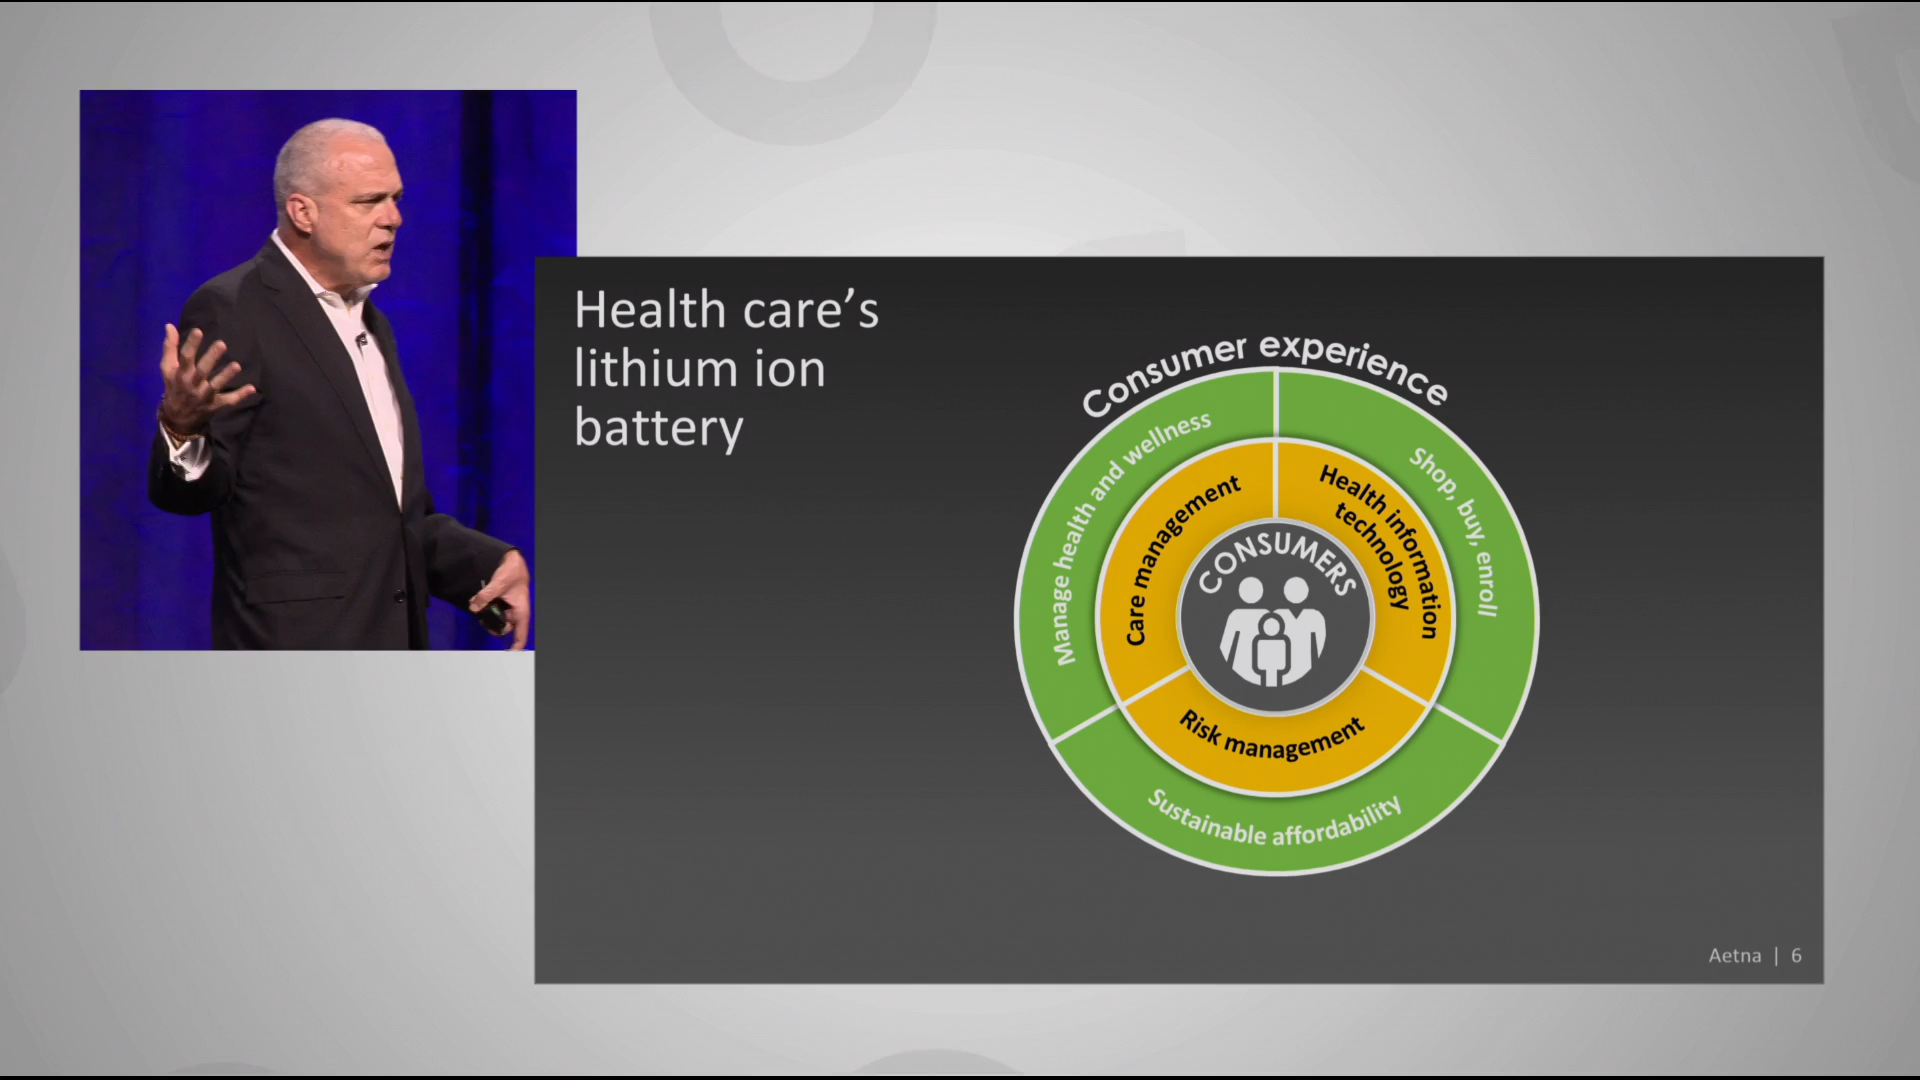 Health care’s
lithium ion
battery
Consumer experience
Manage health and wellness
Shop, buy, enroll
Sustainable affordability
Care management
Health information
technology
Risk management
CONSUMERS
Aetna | 6